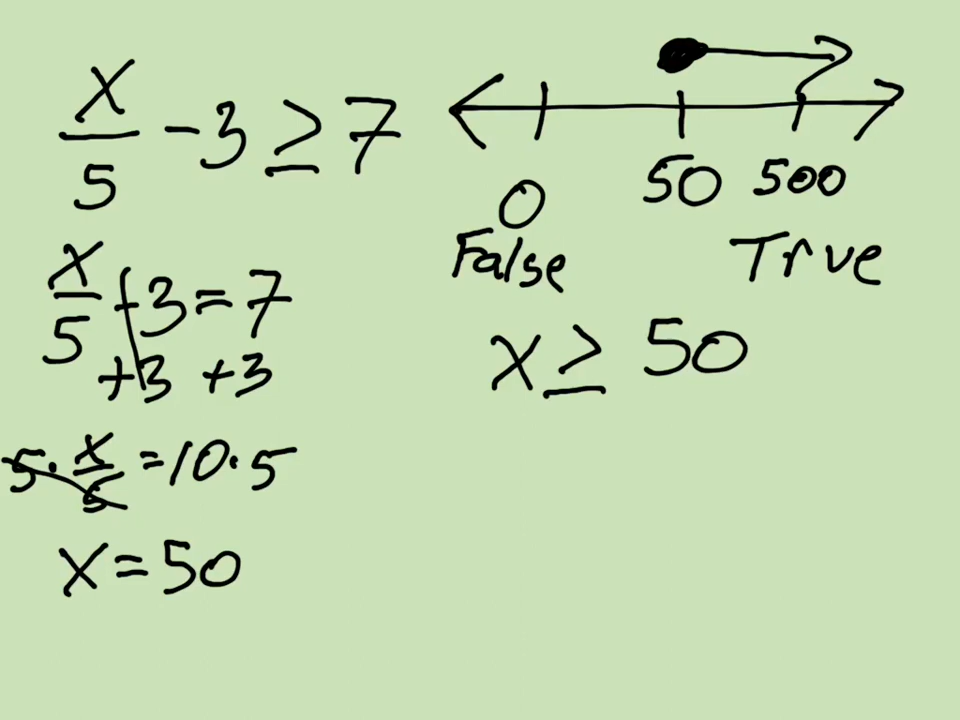 x/5 - 3 ≥ 7
x/5 - 3 = 7
+3 +3
5 · x/5 = 10 · 5
x = 50
0 50 500
False True
x ≥ 50